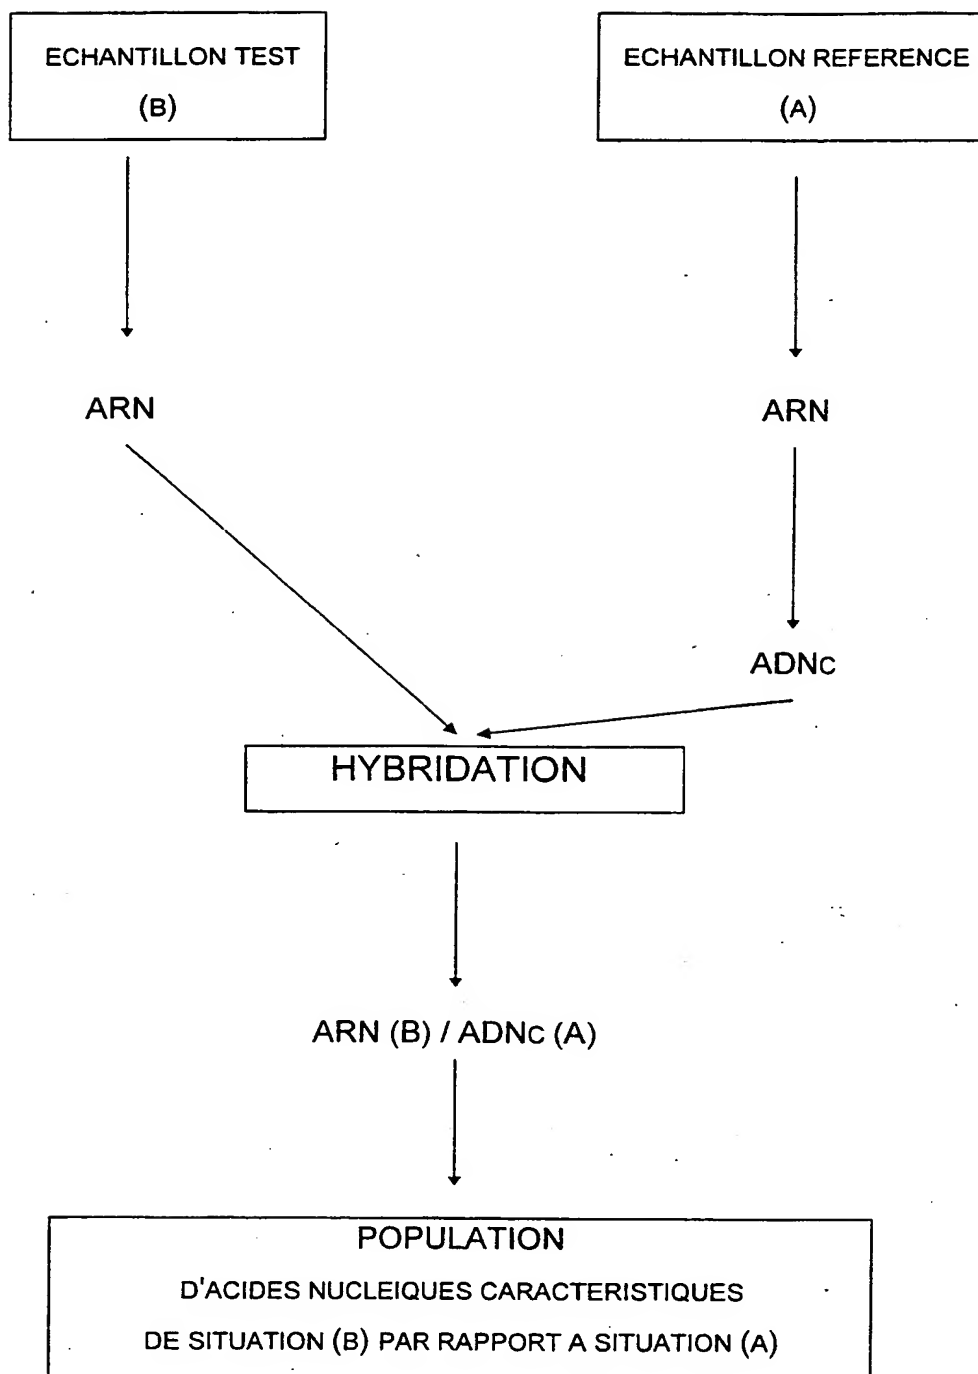 ECHANTILLON TEST
(B)
ECHANTILLON REFERENCE
(A)
ARN
ARN
ADNc
HYBRIDATION
ARN (B) / ADNc (A)
POPULATION
D'ACIDES NUCLEIQUES CARACTERISTIQUES
DE SITUATION (B) PAR RAPPORT A SITUATION (A)